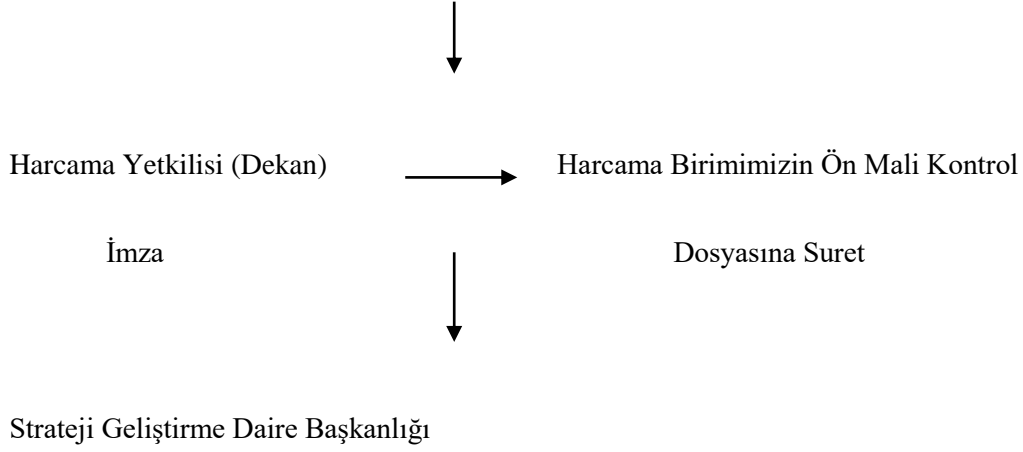 Harcama Yetkilisi (Dekan)
Harcama Birimimizin Ön Mali Kontrol
İmza
Dosyasına Suret
Strateji Geliştirme Daire Başkanlığı